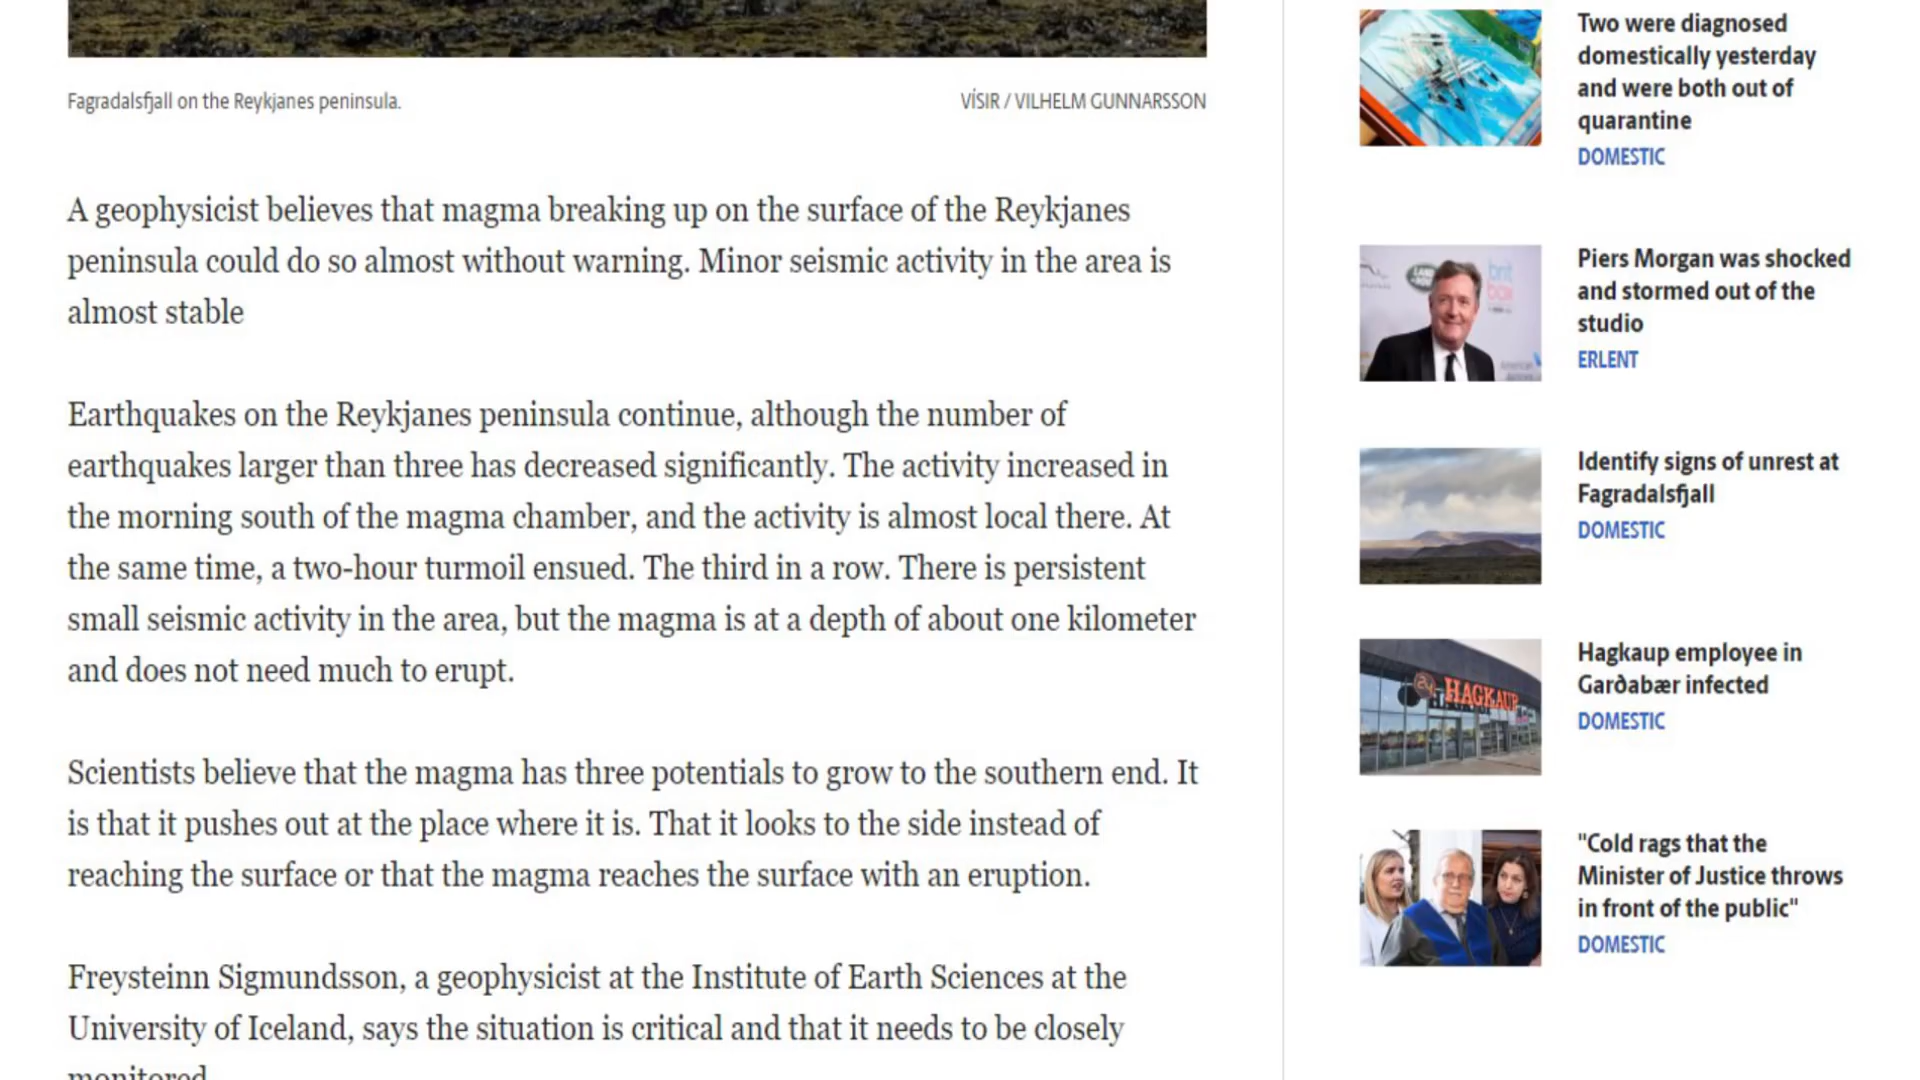 Fagradalsfjall on the Reykjanes peninsula.
VÍSIR / VILHELM GUNNARSSON
A geophysicist believes that magma breaking up on the surface of the Reykjanes
peninsula could do so almost without warning. Minor seismic activity in the area is
almost stable
Earthquakes on the Reykjanes peninsula continue, although the number of
earthquakes larger than three has decreased significantly. The activity increased in
the morning south of the magma chamber, and the activity is almost local there. At
the same time, a two-hour turmoil ensued. The third in a row. There is persistent
small seismic activity in the area, but the magma is at a depth of about one kilometer
and does not need much to erupt.
Scientists believe that the magma has three potentials to grow to the southern end. It
is that it pushes out at the place where it is. That it looks to the side instead of
reaching the surface or that the magma reaches the surface with an eruption.
Freysteinn Sigmundsson, a geophysicist at the Institute of Earth Sciences at the
University of Iceland, says the situation is critical and that it needs to be closely
monitored
Two were diagnosed
domestically yesterday
and were both out of
quarantine
DOMESTIC
LAND
brit
box
American
Piers Morgan was shocked
and stormed out of the
studio
ERLENT
Identify signs of unrest at
Fagradalsfjall
DOMESTIC
24
HAGKAUP
Hagkaup employee in
Garðabær infected
DOMESTIC
"Cold rags that the
Minister of Justice throws
in front of the public"
DOMESTIC